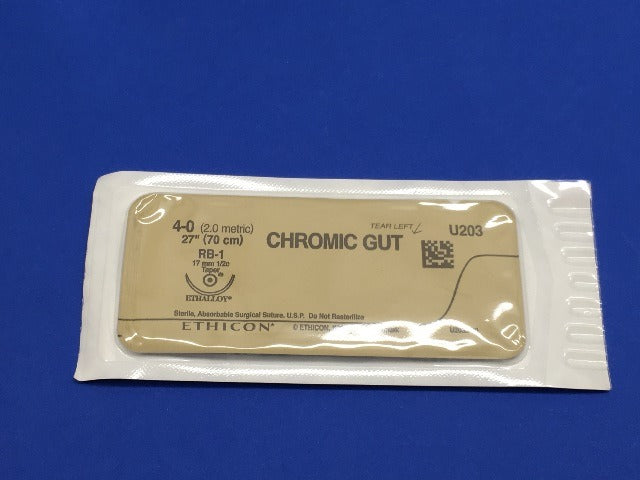 4-0 (2.0 metric)
27" (70 cm)
RB-1
17 mm 1/2c
Taper
ETHALLOY*
CHROMIC GUT
TEAR LEFT
U203
Sterile, Absorbable Surgical Suture, U.S.P. Do Not Resterilize
ETHICON*
© ETHICON,